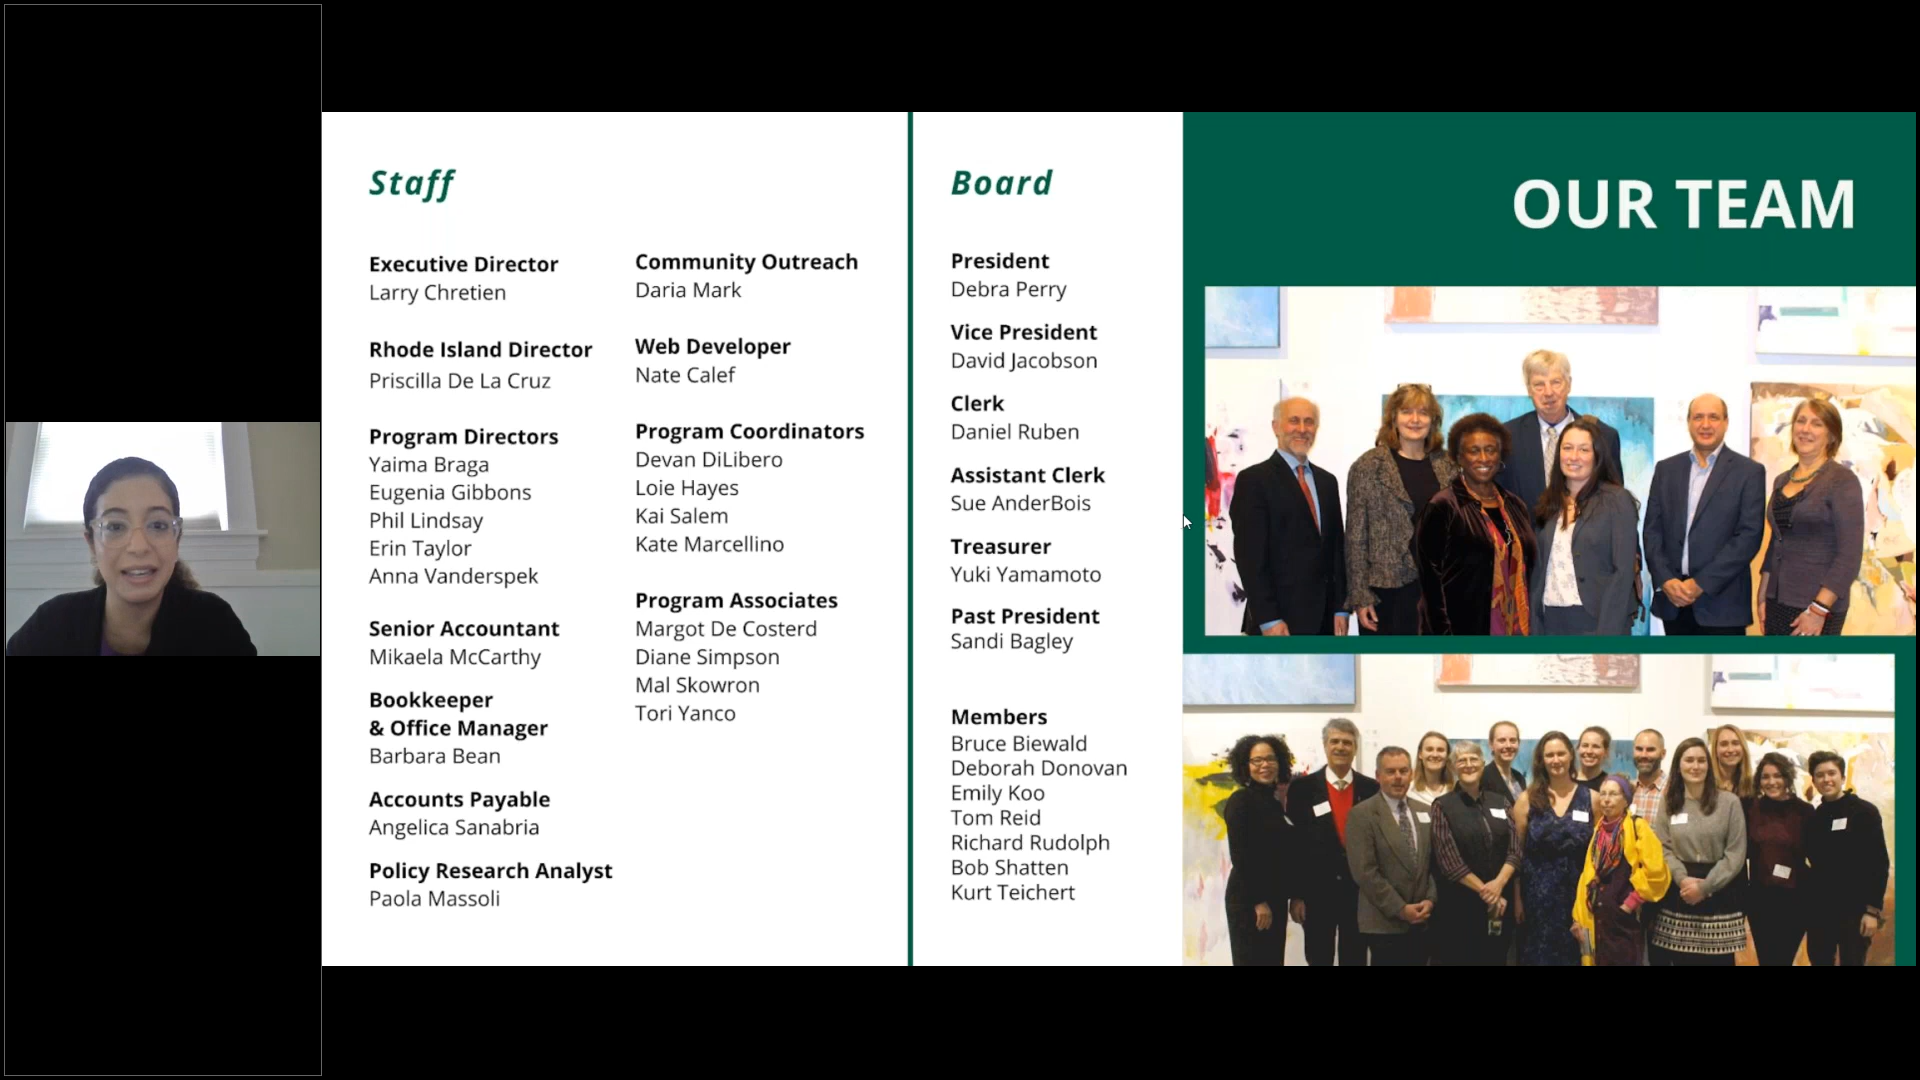 Staff
Executive Director
Larry Chretien
Rhode Island Director
Priscilla De La Cruz
Program Directors
Yaima Braga
Eugenia Gibbons
Phil Lindsay
Erin Taylor
Anna Vanderspek
Senior Accountant
Mikaela McCarthy
Bookkeeper
& Office Manager
Barbara Bean
Accounts Payable
Angelica Sanabria
Policy Research Analyst
Paola Massoli
Community Outreach
Daria Mark
Web Developer
Nate Calef
Program Coordinators
Devan DiLibero
Loie Hayes
Kai Salem
Kate Marcellino
Program Associates
Margot De Costerd
Diane Simpson
Mal Skowron
Tori Yanco
Board
President
Debra Perry
Vice President
David Jacobson
Clerk
Daniel Ruben
Assistant Clerk
Sue AnderBois
Treasurer
Yuki Yamamoto
Past President
Sandi Bagley
Members
Bruce Biewald
Deborah Donovan
Emily Koo
Tom Reid
Richard Rudolph
Bob Shatten
Kurt Teichert
OUR TEAM